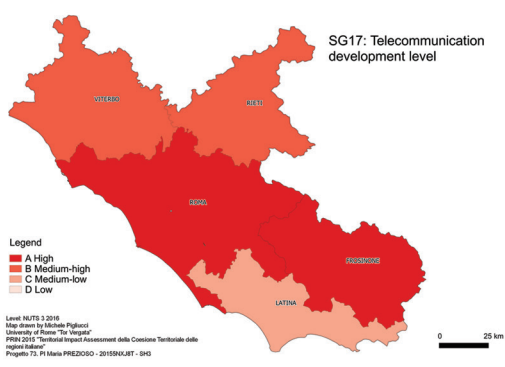 SG17: Telecommunication
development level
VITERBO
RIETI
ROMA
FROSINONE
LATINA
Legend
A High
B Medium-high
C Medium-low
D Low
Level: NUTS 3 2016
Map drawn by Michele Pigliucci
University of Rome "Tor Vergata"
PRIN 2015 "Territorial Impact Assessment della Coesione Territoriale delle
regioni italiane"
Progetto 73. PI Maria PREZIOSO - 20155NXJ8T - SH3
0 25 km